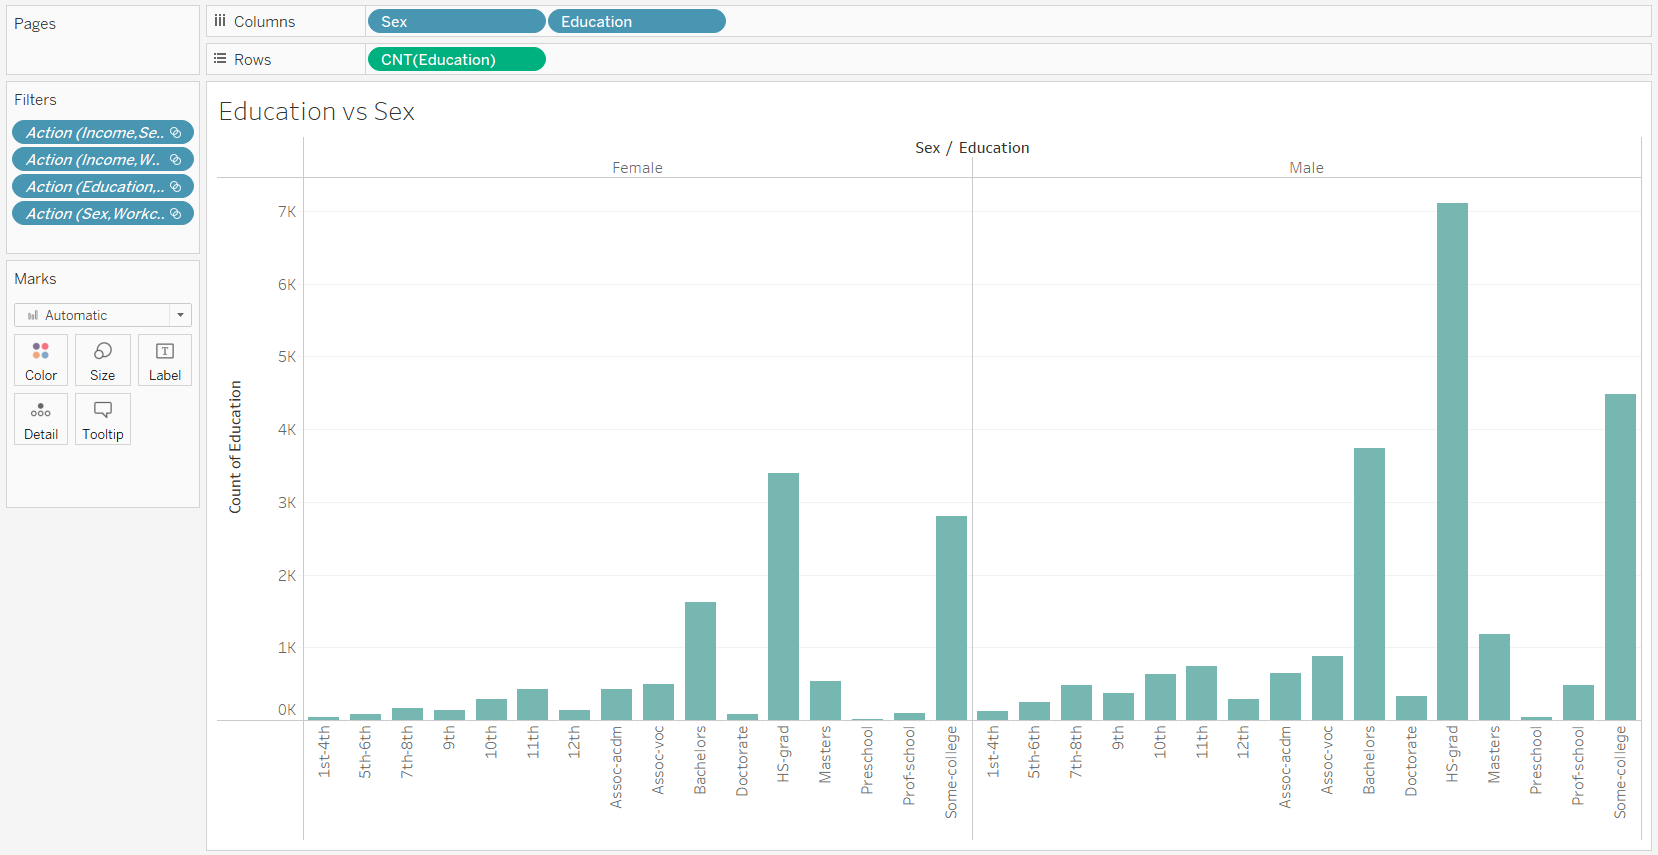 Pages
Columns
Sex
Education
Rows
CNT(Education)
Filters
Action (Income,Se..
Action (Income,W..
Action (Education,..
Action (Sex,Workc..
Marks
Automatic
Color
Size
Label
Detail
Tooltip
Education vs Sex
Sex / Education
Female
Male
Count of Education
7K
6K
5K
4K
3K
2K
1K
0K
1st-4th
5th-6th
7th-8th
9th
10th
11th
12th
Assoc-acdm
Assoc-voc
Bachelors
Doctorate
HS-grad
Masters
Preschool
Prof-school
Some-college
1st-4th
5th-6th
7th-8th
9th
10th
11th
12th
Assoc-acdm
Assoc-voc
Bachelors
Doctorate
HS-grad
Masters
Preschool
Prof-school
Some-college